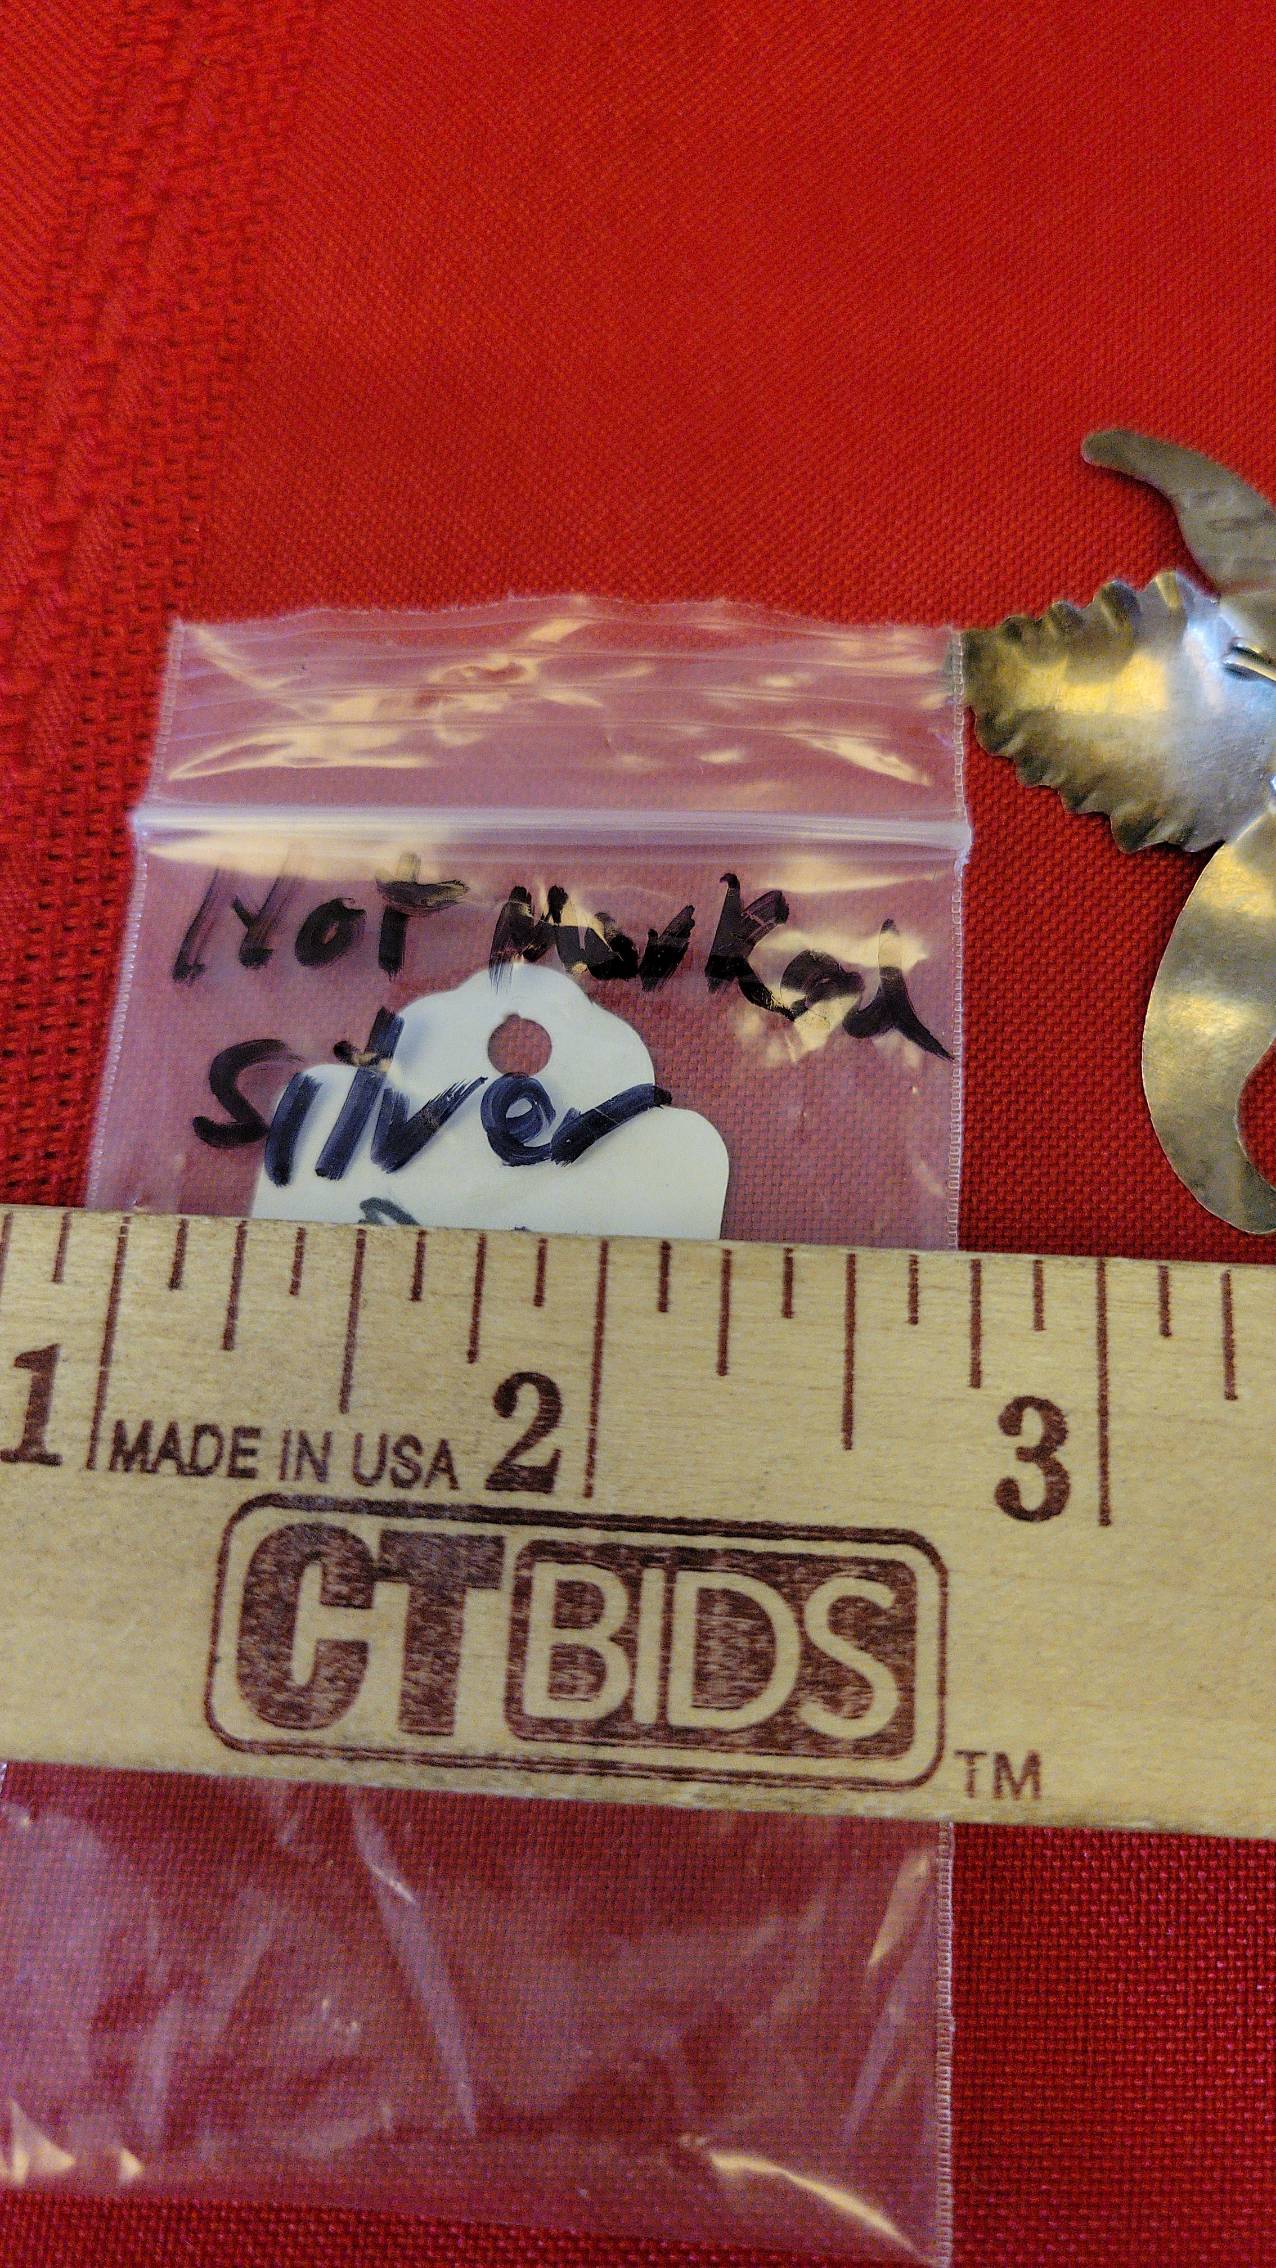 Not Marked
Silver
1 2 3
MADE IN USA
CTBIDS TM